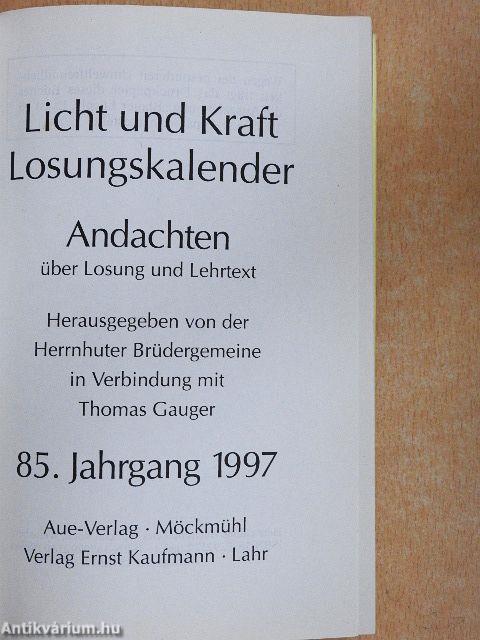 Licht und Kraft
Losungskalender
Andachten
über Losung und Lehrtext
Herausgegeben von der
Herrnhuter Brüdergemeine
in Verbindung mit
Thomas Gauger
85. Jahrgang 1997
Aue-Verlag · Möckmühl
Verlag Ernst Kaufmann · Lahr
Antikvárium.hu